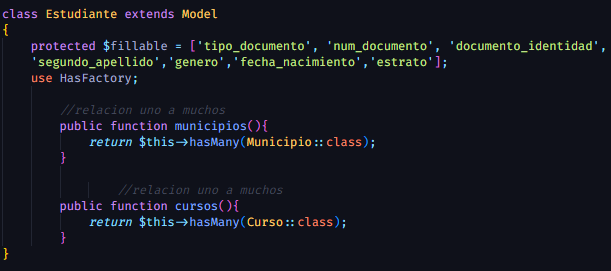 class Estudiante extends Model
{
protected $fillable = ['tipo_documento', 'num_documento', 'documento_identidad',
'segundo_apellido','genero','fecha_nacimiento','estrato'];
use HasFactory;
//relacion uno a muchos
public function municipios(){
return $this->hasMany(Municipio::class);
}
//relacion uno a muchos
public function cursos(){
return $this->hasMany(Curso::class);
}
}